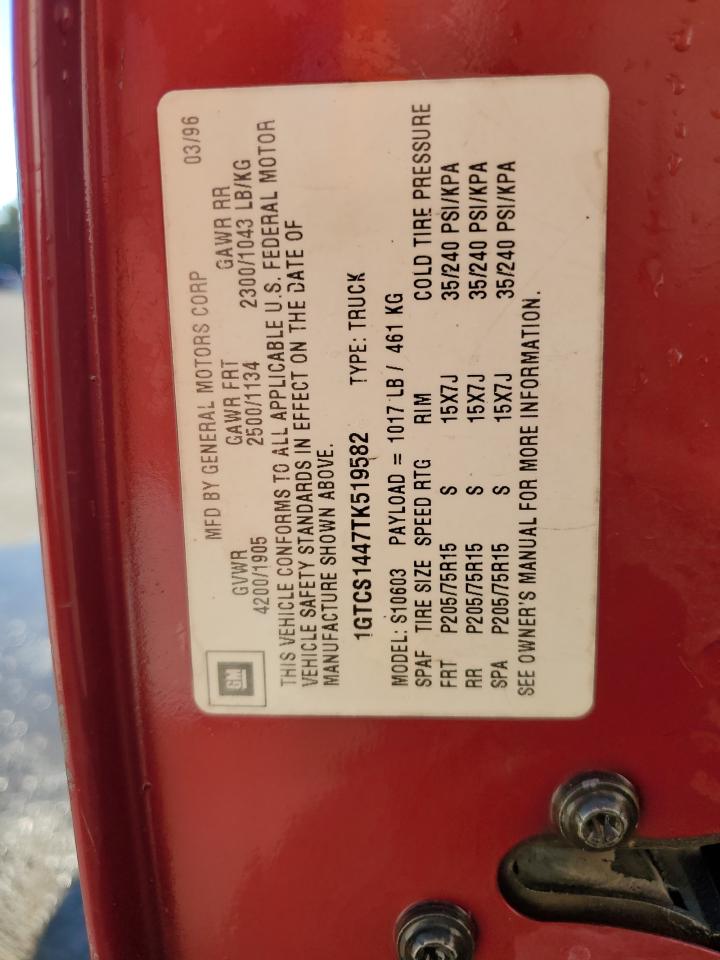 MFD BY GENERAL MOTORS CORP 03/96
GVWR GAWR FRT GAWR RR
4200/1905 2500/1134 2300/1043 LB/KG
THIS VEHICLE CONFORMS TO ALL APPLICABLE U.S. FEDERAL MOTOR
VEHICLE SAFETY STANDARDS IN EFFECT ON THE DATE OF
MANUFACTURE SHOWN ABOVE.
1GTCS1447TK519582 TYPE: TRUCK
MODEL: S10603 PAYLOAD = 1017 LB / 461 KG
SPAF TIRE SIZE SPEED RTG RIM COLD TIRE PRESSURE
FRT P205/75R15 S 15X7J 35/240 PSI/KPA
RR P205/75R15 S 15X7J 35/240 PSI/KPA
SPA P205/75R15 S 15X7J 35/240 PSI/KPA
SEE OWNER'S MANUAL FOR MORE INFORMATION.
GM